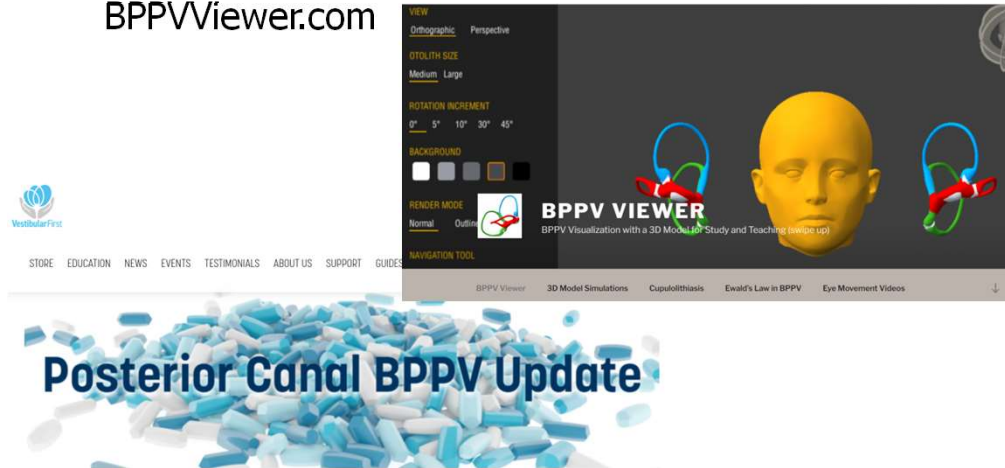 BPPVViewer.com
VIEW
Orthographic Perspective
OTOLITH SIZE
Medium Large
ROTATION INCREMENT
0° 5° 10° 30° 45°
BACKGROUND
RENDER MODE
Normal Outlin
NAVIGATION TOOL
BPPV VIEWER
BPPV Visualization with a 3D Model for Study and Teaching (swipe up)
BPPV Viewer 3D Model Simulations Cupulolithiasis Ewald's Law in BPPV Eye Movement Videos
VestibularFirst
STORE EDUCATION NEWS EVENTS TESTIMONIALS ABOUT US SUPPORT GUIDES
Posterior Canal BPPV Update